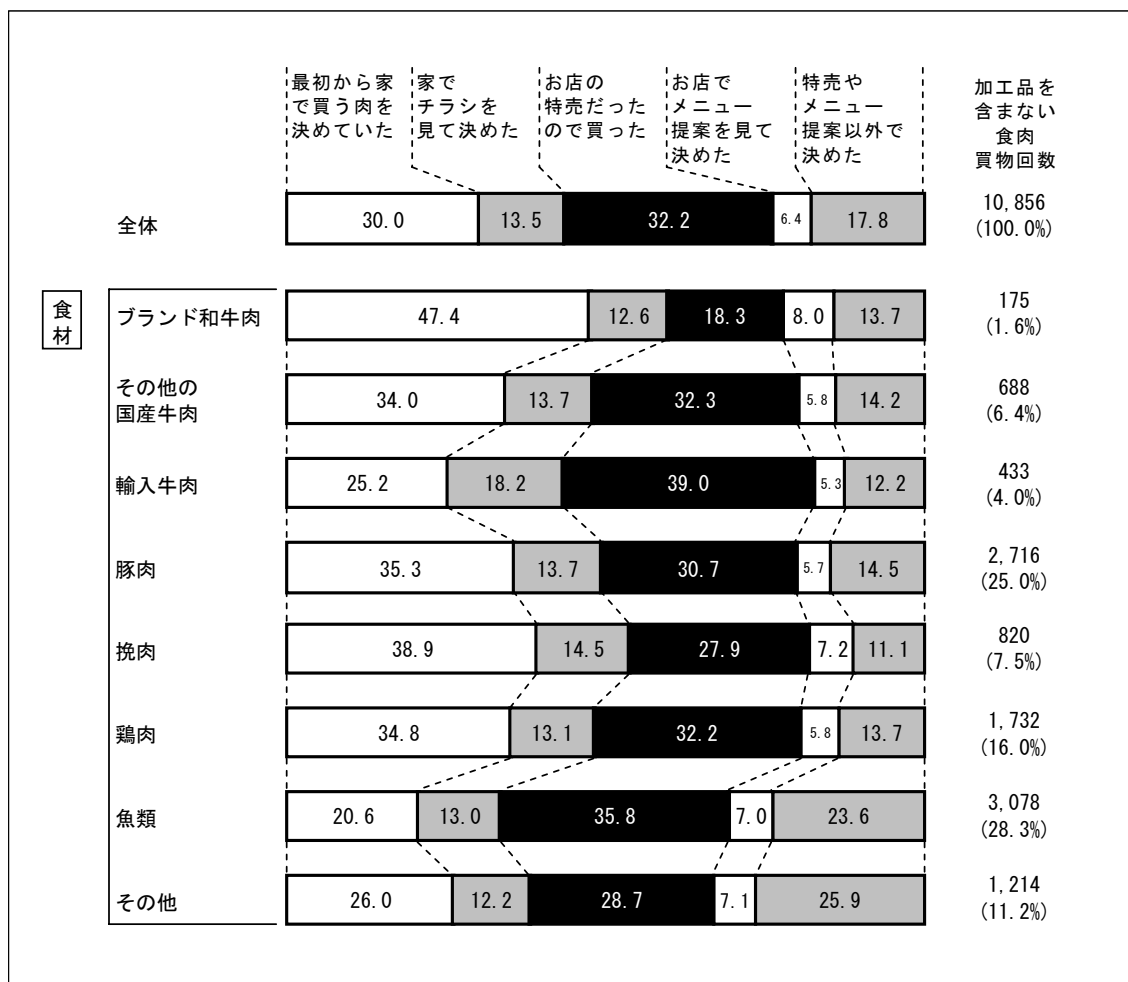 最初から家
で買う肉を
決めていた
家で
チラシを
見て決めた
お店の
特売だった
ので買った
お店で
メニュー
提案を見て
決めた
特売や
メニュー
提案以外で
決めた
加工品を
含まない
食肉
買物回数
全体 30.0 13.5 32.2 6.4 17.8 10,856
(100.0%)
食
材
ブランド和牛肉 47.4 12.6 18.3 8.0 13.7 175
(1.6%)
その他の
国産牛肉 34.0 13.7 32.3 5.8 14.2 688
(6.4%)
輸入牛肉 25.2 18.2 39.0 5.3 12.2 433
(4.0%)
豚肉 35.3 13.7 30.7 5.7 14.5 2,716
(25.0%)
挽肉 38.9 14.5 27.9 7.2 11.1 820
(7.5%)
鶏肉 34.8 13.1 32.2 5.8 13.7 1,732
(16.0%)
魚類 20.6 13.0 35.8 7.0 23.6 3,078
(28.3%)
その他 26.0 12.2 28.7 7.1 25.9 1,214
(11.2%)